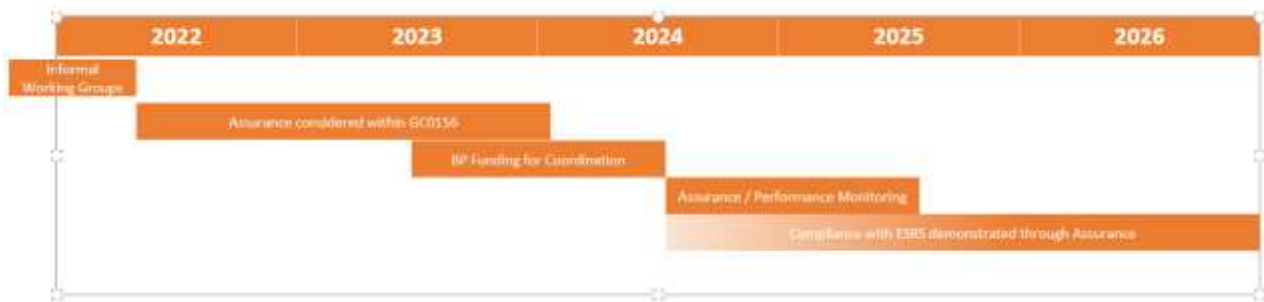 2022 2023 2024 2025 2026
Informal
Working Groups
Assurance considered within GC0156
BP Funding for Coordination
Assurance / Performance Monitoring
Compliance with ESRS demonstrated through Assurance